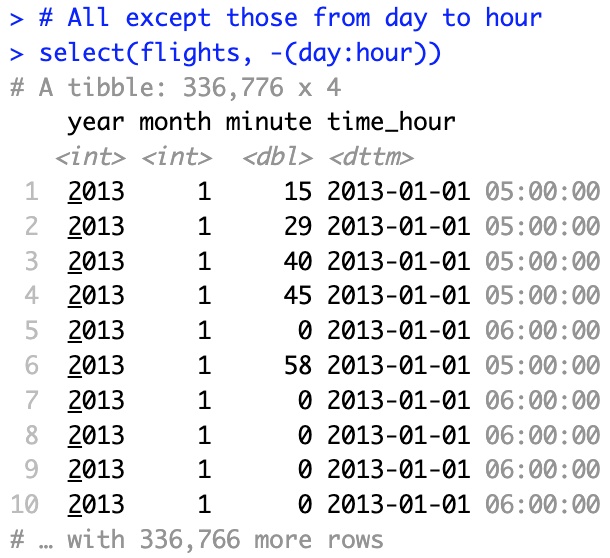 > # All except those from day to hour
> select(flights, -(day:hour))
# A tibble: 336,776 x 4
    year month minute time_hour
   <int> <int>  <dbl> <dttm>
 1  2013     1     15 2013-01-01 05:00:00
 2  2013     1     29 2013-01-01 05:00:00
 3  2013     1     40 2013-01-01 05:00:00
 4  2013     1     45 2013-01-01 05:00:00
 5  2013     1      0 2013-01-01 06:00:00
 6  2013     1     58 2013-01-01 05:00:00
 7  2013     1      0 2013-01-01 06:00:00
 8  2013     1      0 2013-01-01 06:00:00
 9  2013     1      0 2013-01-01 06:00:00
10  2013     1      0 2013-01-01 06:00:00
# … with 336,766 more rows